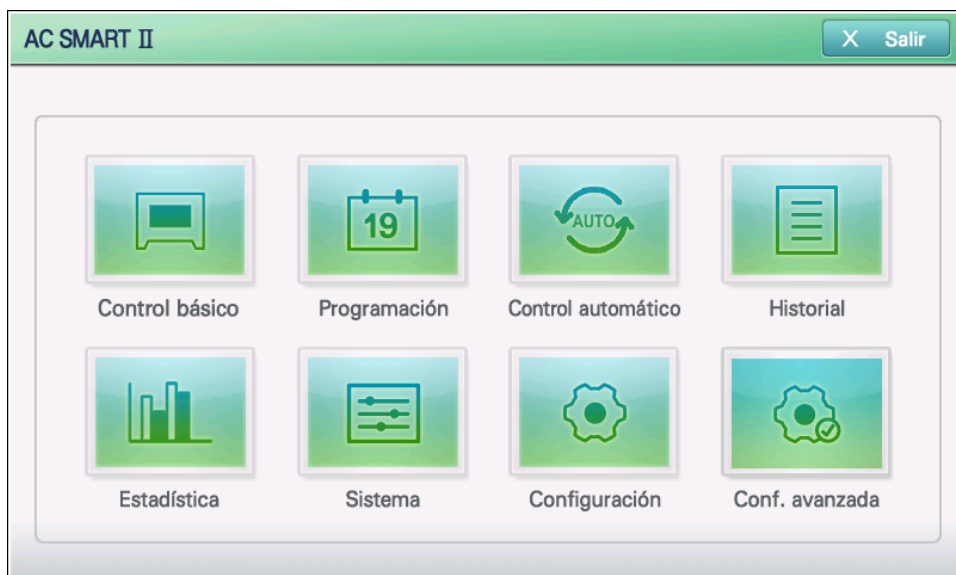 AC SMART Ⅱ
X Salir
19
AUTO
Control básico
Programación
Control automático
Historial
Estadística
Sistema
Configuración
Conf. avanzada